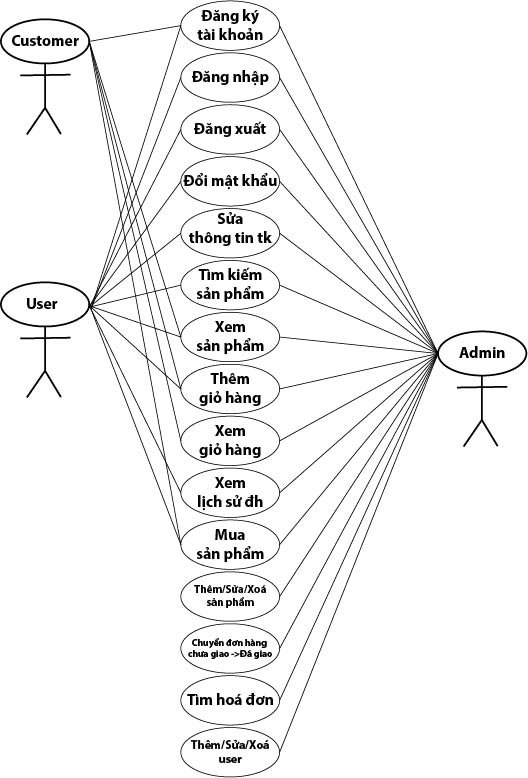 Customer
Đăng ký
tài khoản
Đăng nhập
Đăng xuất
Đổi mật khẩu
Sửa
thông tin tk
Tìm kiếm
sản phẩm
User
Xem
sản phẩm
Admin
Thêm
giỏ hàng
Xem
giỏ hàng
Xem
lịch sử đh
Mua
sản phẩm
Thêm/Sửa/Xoá
sản phẩm
Chuyển đơn hàng
chưa giao ->Đã giao
Tìm hoá đơn
Thêm/Sửa/Xoá
user